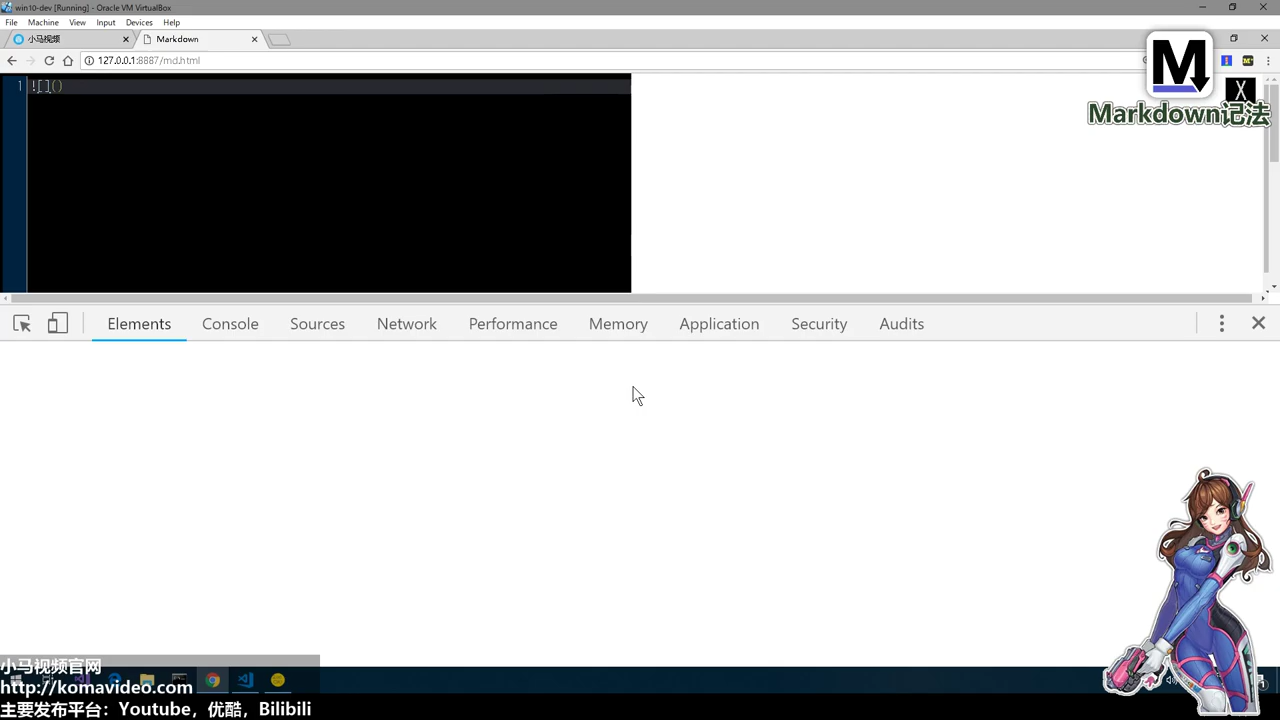 win10-dev [Running] - Oracle VM VirtualBox
File Machine View Input Devices Help
小马视频 Markdown
127.0.0.1:8887/md.html
M
X
Markdown记法
1 ![]()
Elements Console Sources Network Performance Memory Application Security Audits
小马视频官网
http://komavideo.com
主要发布平台：Youtube，优酷，Bilibili